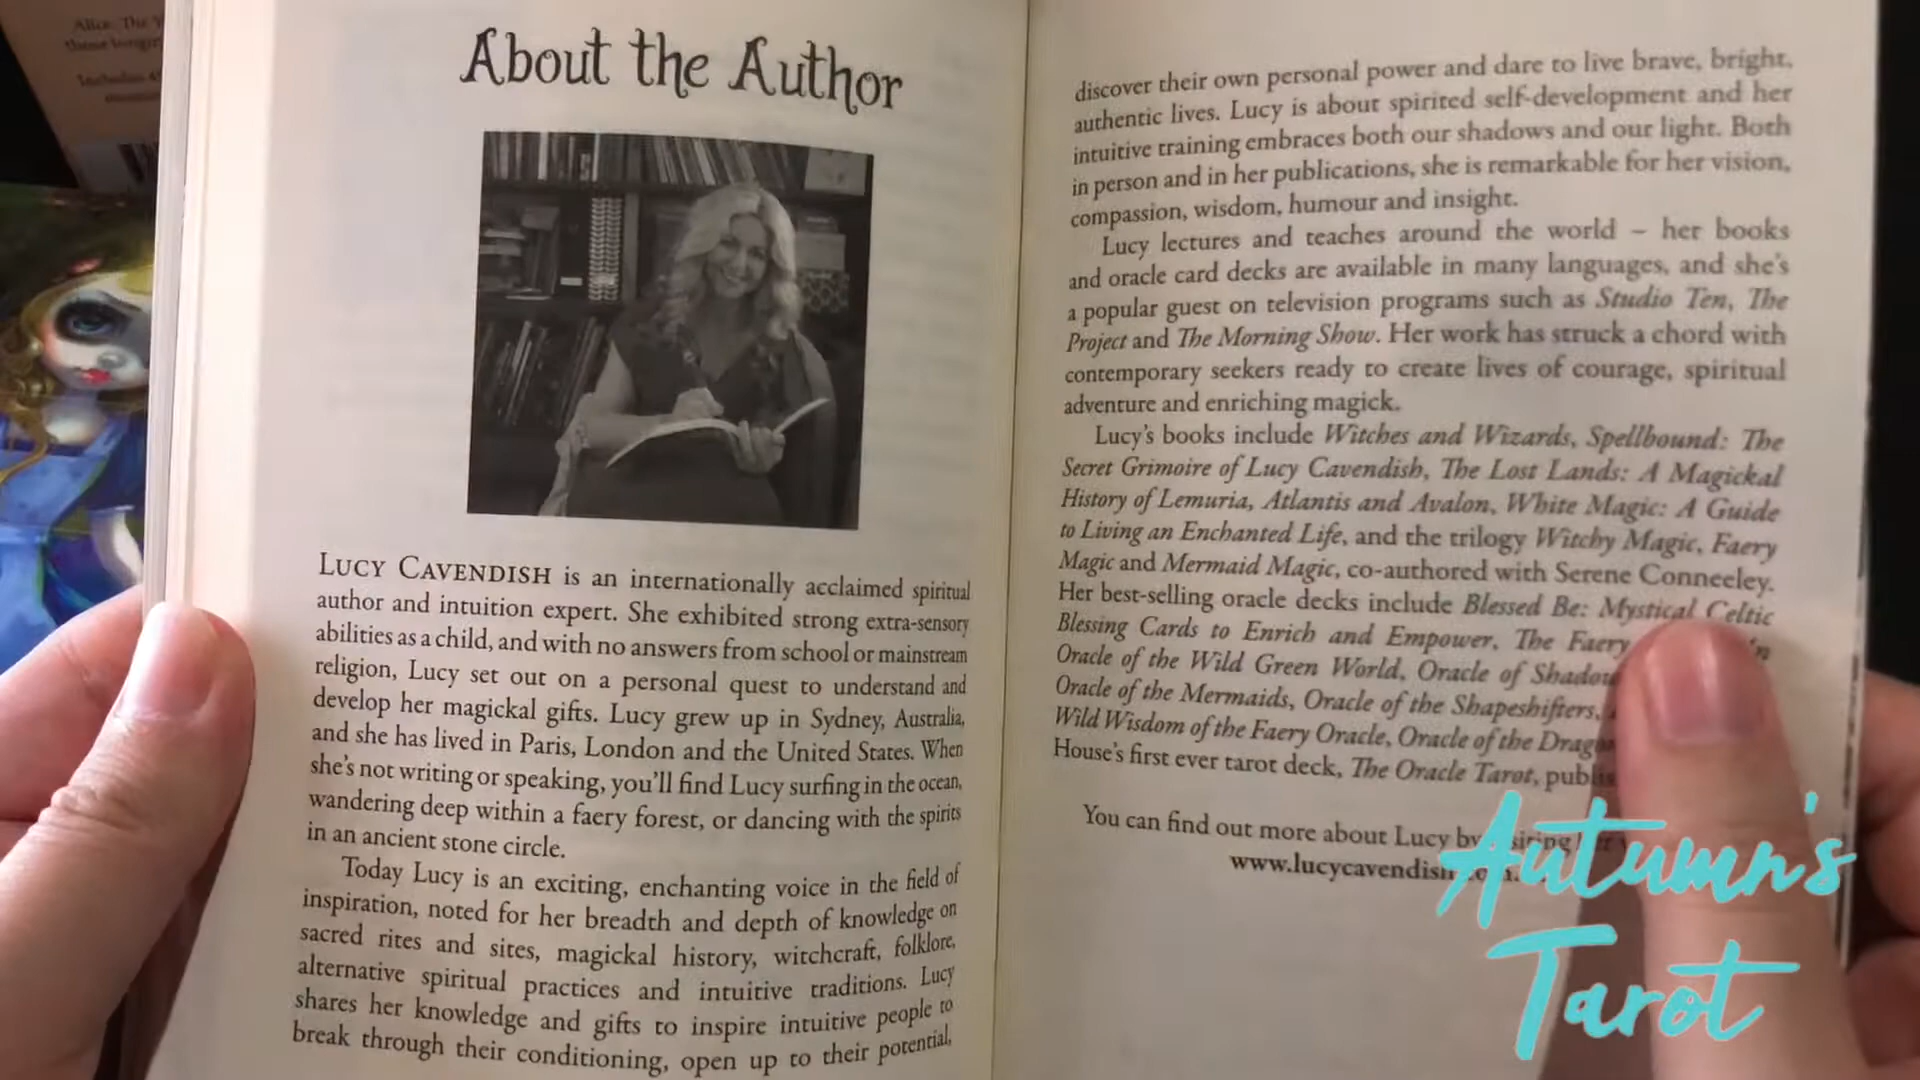 Alice, The
Includes
About the Author
LUCY CAVENDISH is an internationally acclaimed spiritual
author and intuition expert. She exhibited strong extra-sensory
abilities as a child, and with no answers from school or mainstream
religion, Lucy set out on a personal quest to understand and
develop her magickal gifts. Lucy grew up in Sydney, Australia,
and she has lived in Paris, London and the United States. When
she's not writing or speaking, you'll find Lucy surfing in the ocean,
wandering deep within a faery forest, or dancing with the spirits
in an ancient stone circle.
Today Lucy is an exciting, enchanting voice in the field of
inspiration, noted for her breadth and depth of knowledge on
sacred rites and sites, magickal history, witchcraft, folklore,
alternative spiritual practices and intuitive traditions. Lucy
shares her knowledge and gifts to inspire intuitive people to
break through their conditioning, open up to their potential,
discover their own personal power and dare to live brave, bright,
authentic lives. Lucy is about spirited self-development and her
intuitive training embraces both our shadows and our light. Both
in person and in her publications, she is remarkable for her vision,
compassion, wisdom, humour and insight.
Lucy lectures and teaches around the world – her books
and oracle card decks are available in many languages, and she's
a popular guest on television programs such as Studio Ten, The
Project and The Morning Show. Her work has struck a chord with
contemporary seekers ready to create lives of courage, spiritual
adventure and enriching magick.
Lucy's books include Witches and Wizards, Spellbound: The
Secret Grimoire of Lucy Cavendish, The Lost Lands: A Magickal
History of Lemuria, Atlantis and Avalon, White Magic: A Guide
to Living an Enchanted Life, and the trilogy Witchy Magic, Faery
Magic and Mermaid Magic, co-authored with Serene Conneeley.
Her best-selling oracle decks include Blessed Be: Mystical Celtic
Blessing Cards to Enrich and Empower, The Faery
Oracle of the Wild Green World, Oracle of
Oracle of the Mermaids, Oracle of the Shapeshifters,
Wild Wisdom of the Faery Oracle, Oracle of the
House's first ever tarot deck, The Oracle Tarot,
You can find out more about Lucy by
www.lucycavendish
Autumn's
Tarot